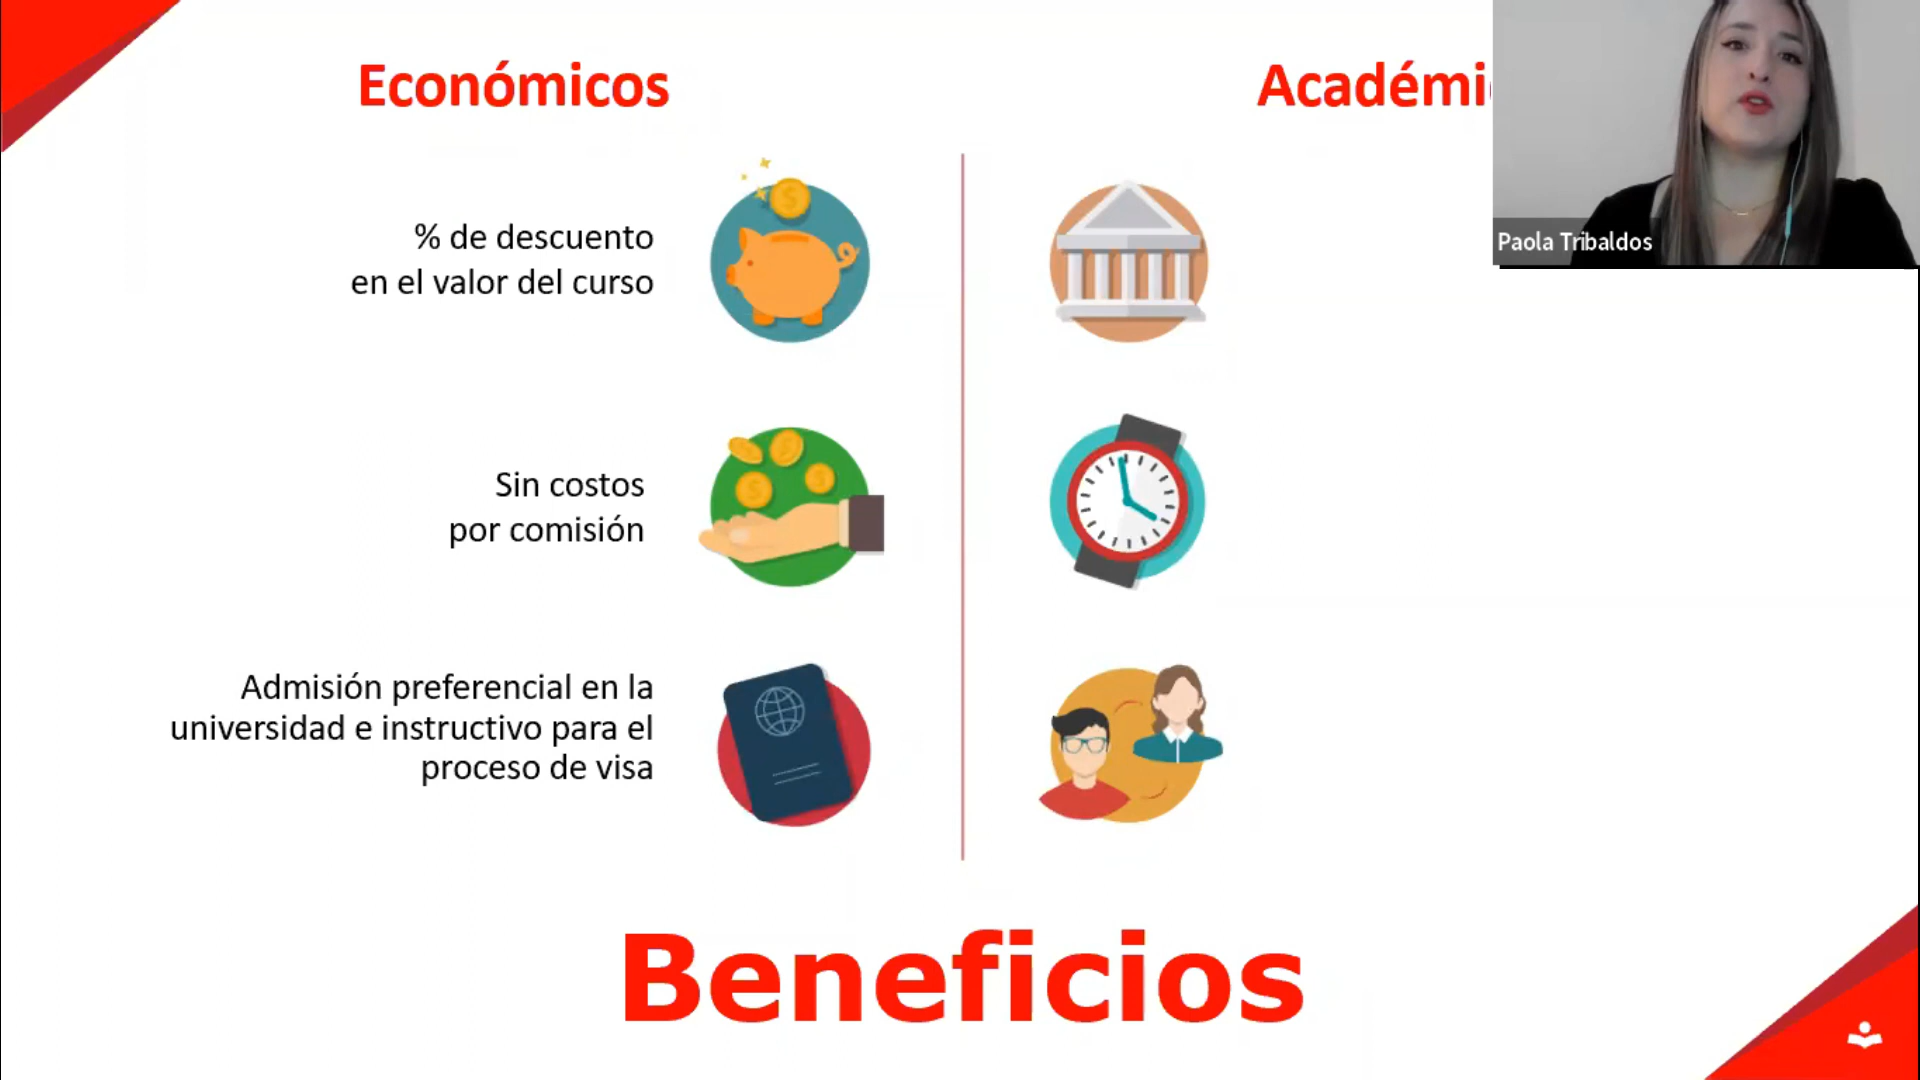 Económicos
% de descuento
en el valor del curso
Sin costos
por comisión
Admisión preferencial en la
universidad e instructivo para el
proceso de visa
Paola Tribaldos
Beneficios